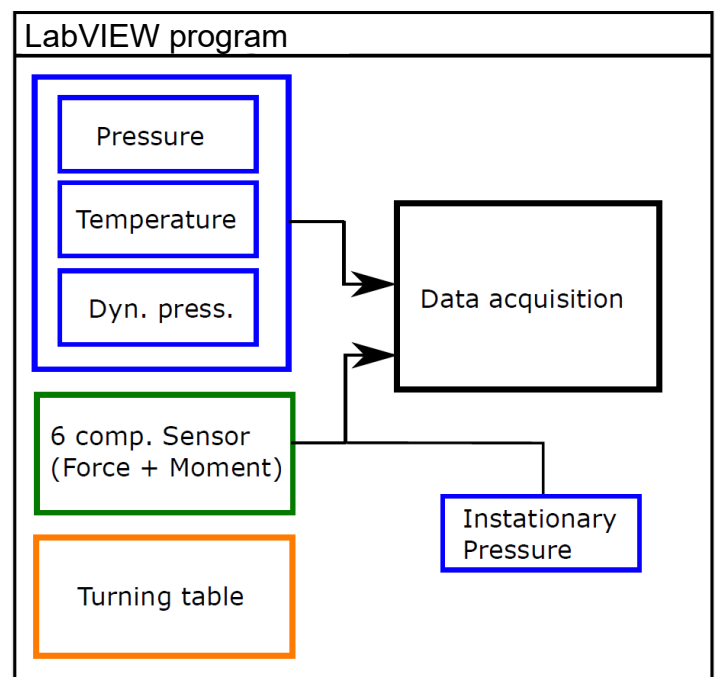 LabVIEW program
Pressure
Temperature
Dyn. press.
Data acquisition
6 comp. Sensor
(Force + Moment)
Instationary
Pressure
Turning table